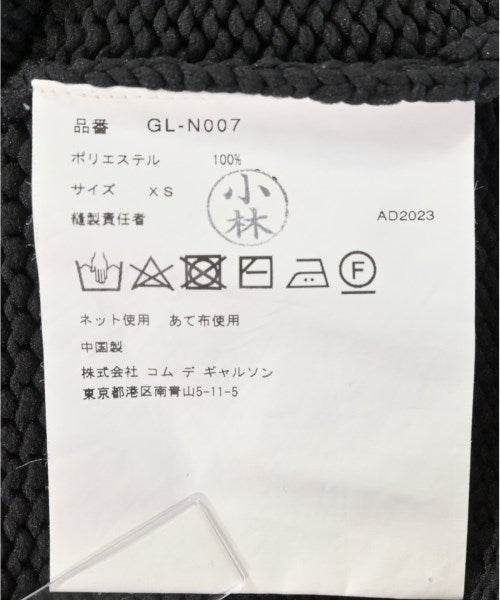 品番 GL-N007
ポリエステル 100%
サイズ XS
小林
縫製責任者 AD2023
F
ネット使用 あて布使用
中国製
株式会社 コム デ ギャルソン
東京都港区南青山5-11-5